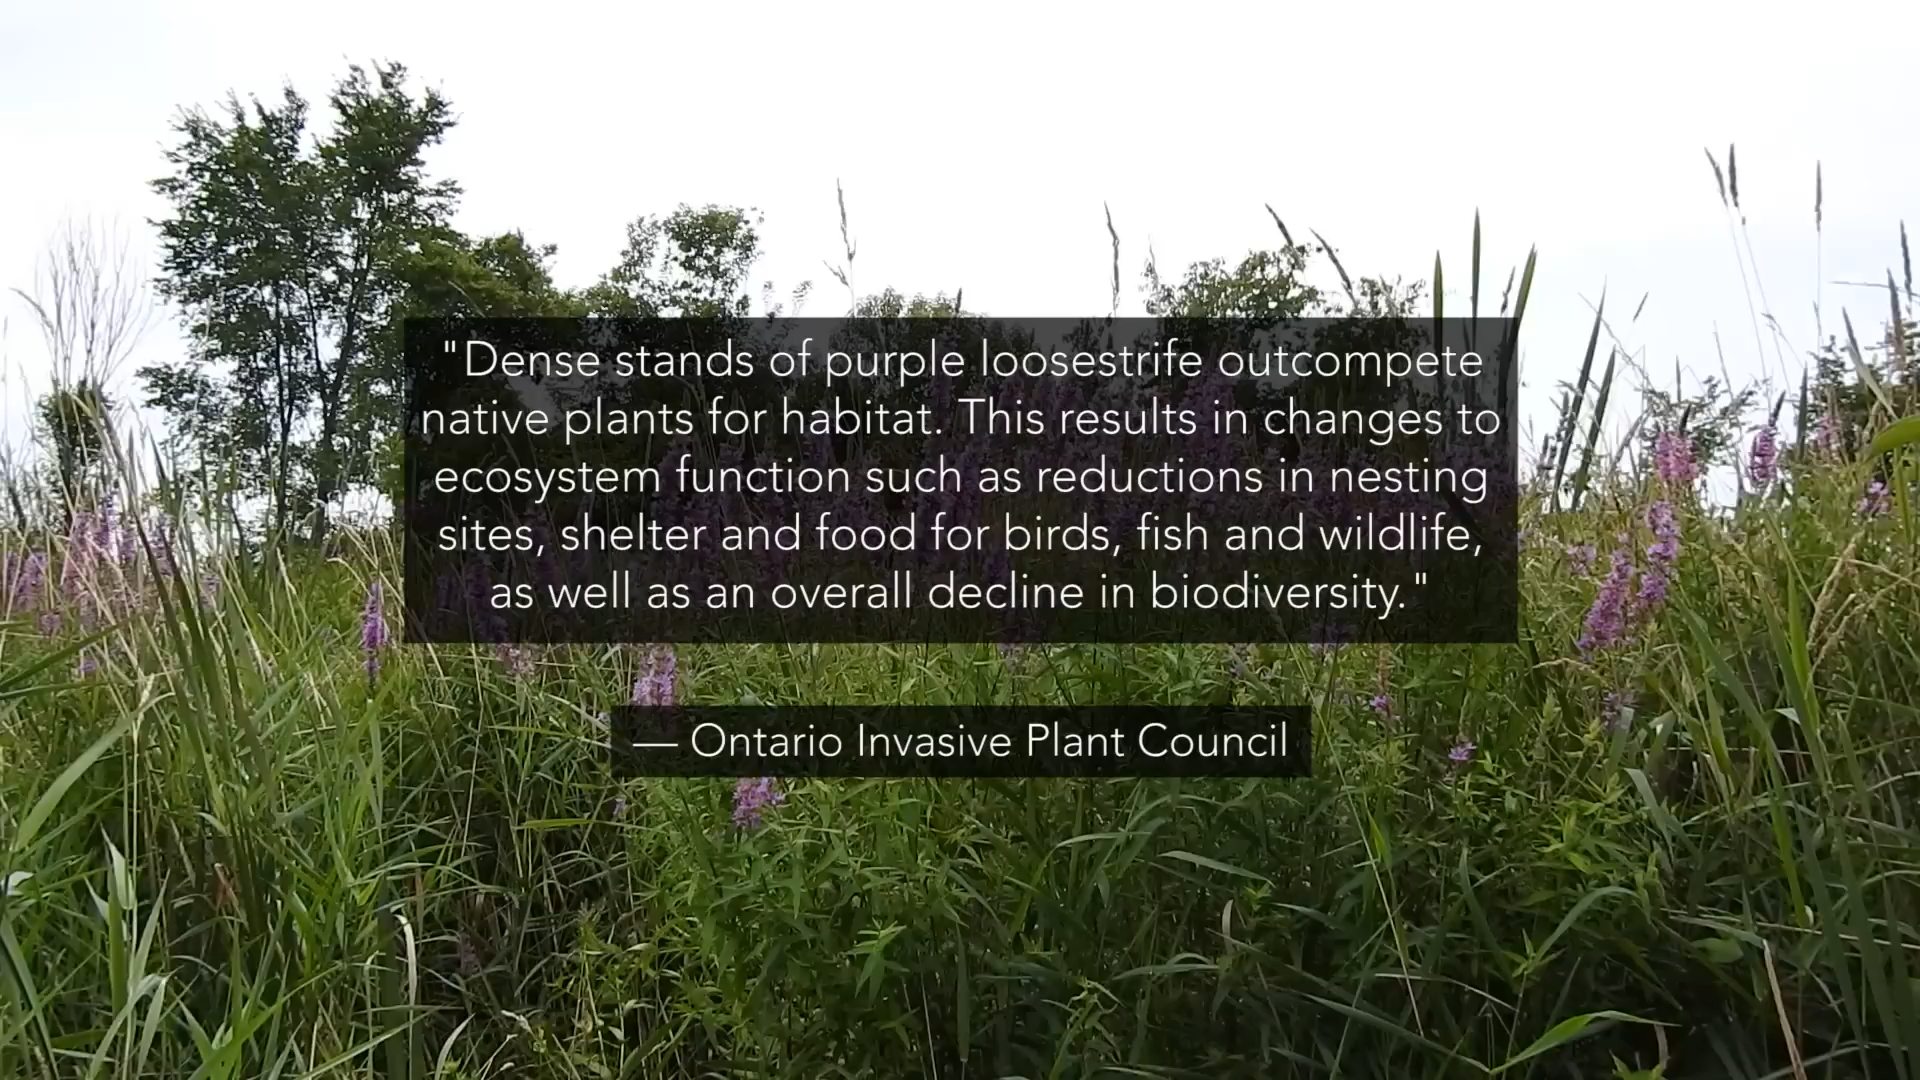 "Dense stands of purple loosestrife outcompete
native plants for habitat. This results in changes to
ecosystem function such as reductions in nesting
sites, shelter and food for birds, fish and wildlife,
as well as an overall decline in biodiversity."
— Ontario Invasive Plant Council